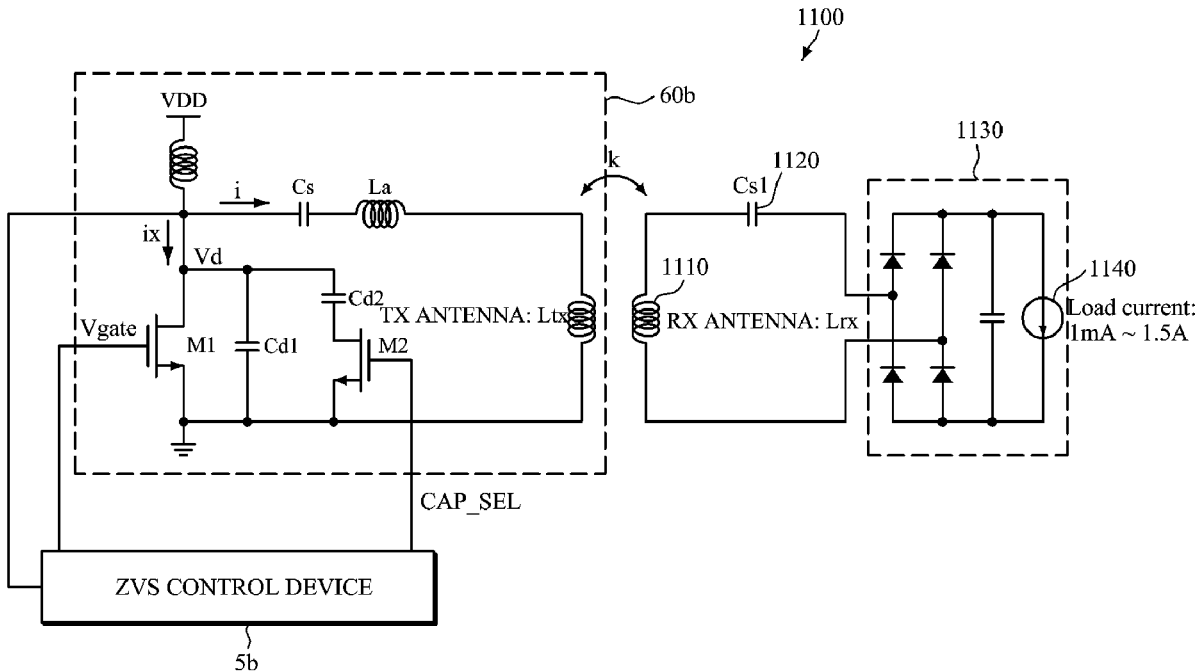 1100
60b
VDD
1130
k
1120
i
Cs
La
Cs1
ix
Vd
1110
1140
Cd2
TX ANTENNA: Ltx
RX ANTENNA: Lrx
Load current:
1mA ~ 1.5A
Vgate
M1
Cd1
M2
CAP_SEL
ZVS CONTROL DEVICE
5b